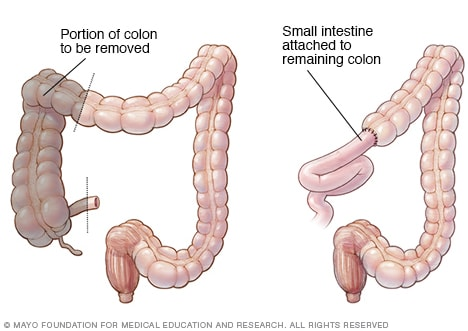 Portion of colon
to be removed
Small intestine
attached to
remaining colon
© MAYO FOUNDATION FOR MEDICAL EDUCATION AND RESEARCH. ALL RIGHTS RESERVED